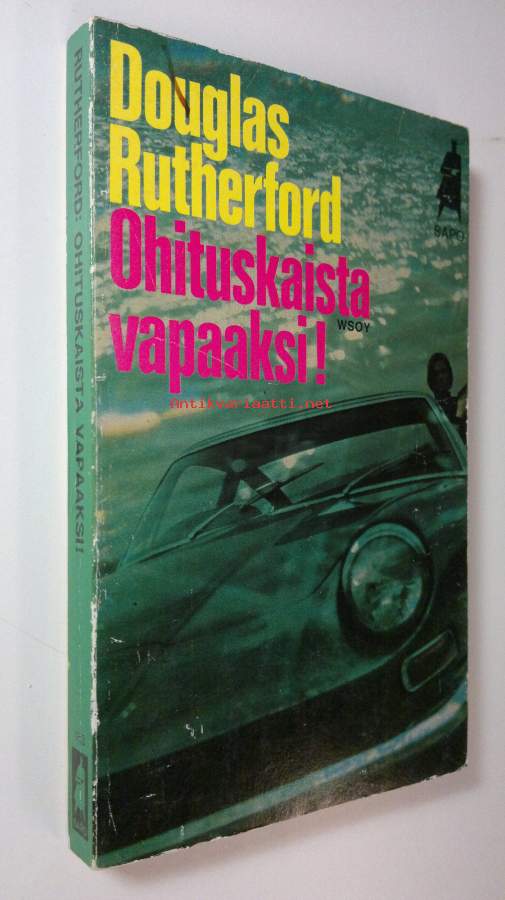 Douglas
Rutherford
Ohituskaista
WSOY
vapaaksi!
SAPO
Antikvariaatti.net
RUTHERFORD: OHITUSKAISTA VAPAAKSI!